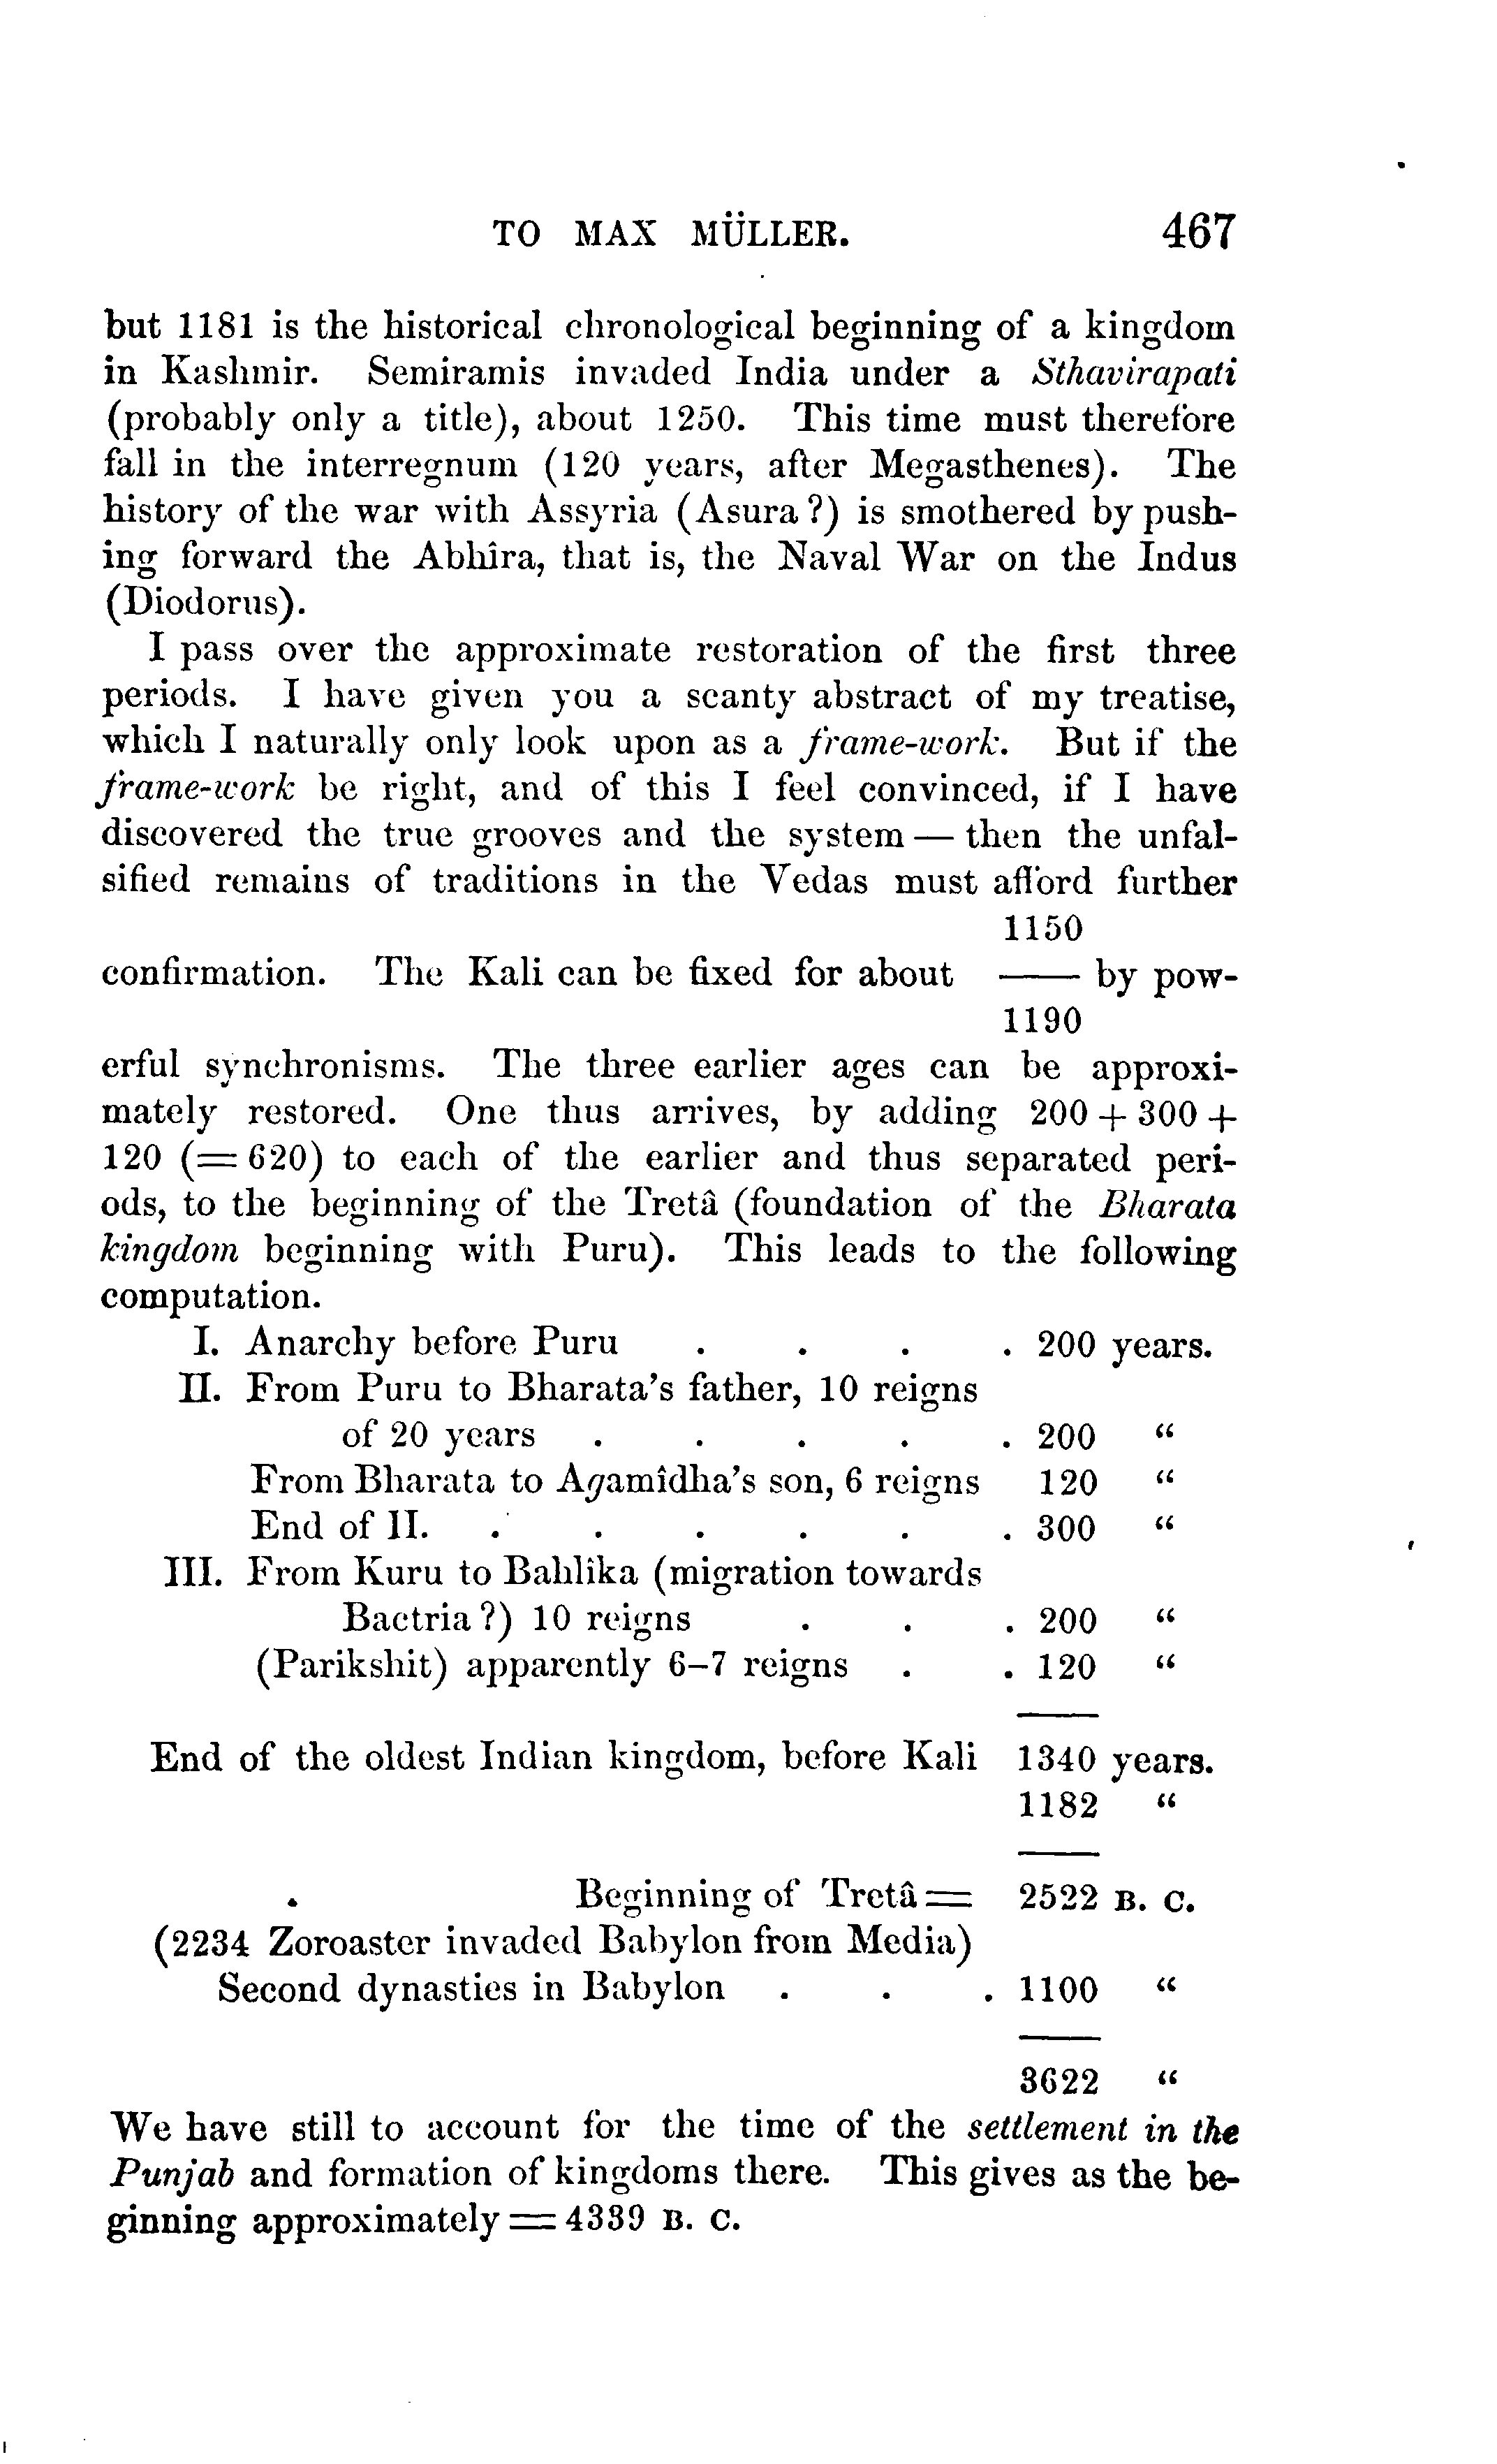 TO MAX MÜLLER. 467
but 1181 is the historical chronological beginning of a kingdom
in Kashmir. Semiramis invaded India under a Sthavirapati
(probably only a title), about 1250. This time must therefore
fall in the interregnum (120 years, after Megasthenes). The
history of the war with Assyria (Asura?) is smothered by push-
ing forward the Abhîra, that is, the Naval War on the Indus
(Diodorus).
I pass over the approximate restoration of the first three
periods. I have given you a scanty abstract of my treatise,
which I naturally only look upon as a frame-work. But if the
frame-work be right, and of this I feel convinced, if I have
discovered the true grooves and the system — then the unfal-
sified remains of traditions in the Vedas must afford further
1150
confirmation. The Kali can be fixed for about —— by pow-
1190
erful synchronisms. The three earlier ages can be approxi-
mately restored. One thus arrives, by adding 200 + 300 +
120 (= 620) to each of the earlier and thus separated peri-
ods, to the beginning of the Tretâ (foundation of the Bharata
kingdom beginning with Puru). This leads to the following
computation.
I. Anarchy before Puru . . . . 200 years.
II. From Puru to Bharata's father, 10 reigns
of 20 years . . . . . 200 "
From Bharata to Agamîdha's son, 6 reigns 120 "
End of II. . . . . . . 300 "
III. From Kuru to Bahlîka (migration towards
Bactria?) 10 reigns . . . 200 "
(Parikshit) apparently 6–7 reigns . . 120 "
End of the oldest Indian kingdom, before Kali 1340 years.
1182 "
Beginning of Tretâ = 2522 B. C.
(2234 Zoroaster invaded Babylon from Media)
Second dynasties in Babylon . . . 1100 "
3622 "
We have still to account for the time of the settlement in the
Punjab and formation of kingdoms there. This gives as the be-
ginning approximately = 4339 B. C.